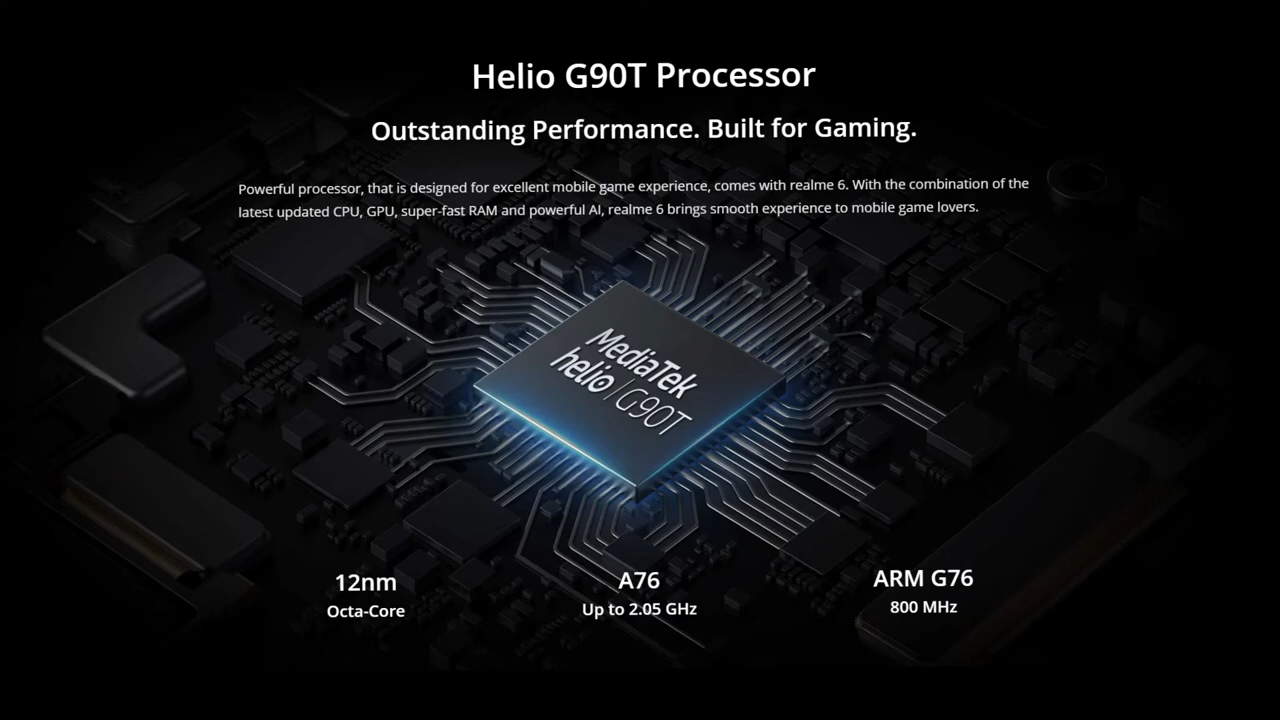 Helio G90T Processor
Outstanding Performance. Built for Gaming.
Powerful processor, that is designed for excellent mobile game experience, comes with realme 6. With the combination of the
latest updated CPU, GPU, super-fast RAM and powerful AI, realme 6 brings smooth experience to mobile game lovers.
MediaTek
helio | G90T
12nm
Octa-Core
A76
Up to 2.05 GHz
ARM G76
800 MHz